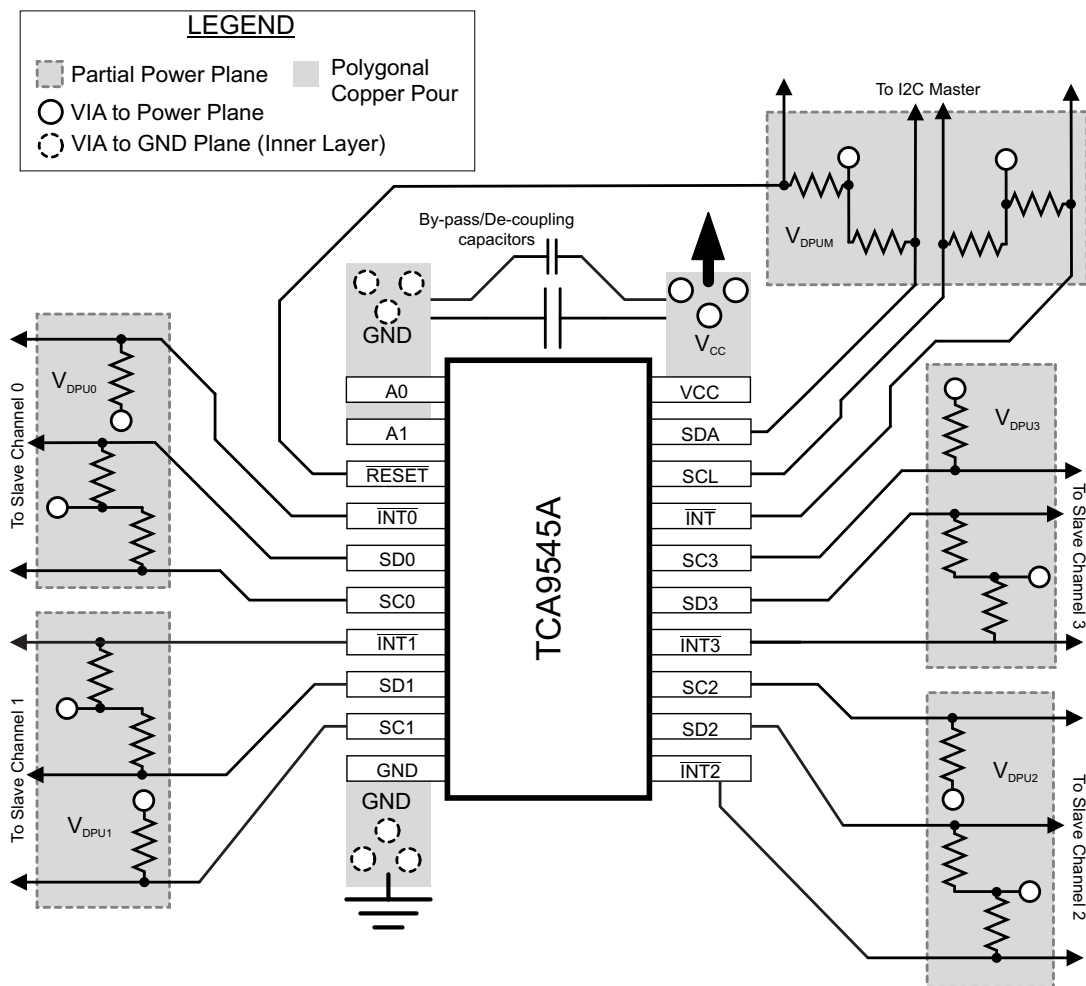 LEGEND
Partial Power Plane
Polygonal
Copper Pour
VIA to Power Plane
VIA to GND Plane (Inner Layer)
To I2C Master
By-pass/De-coupling
capacitors
VDPUM
GND
VCC
VDPU0
To Slave Channel 0
VDPU1
To Slave Channel 1
A0
A1
RESET
INT0
SD0
SC0
INT1
SD1
SC1
GND
GND
TCA9545A
VCC
SDA
SCL
INT
SC3
SD3
INT3
SC2
SD2
INT2
VDPU3
To Slave Channel 3
VDPU2
To Slave Channel 2